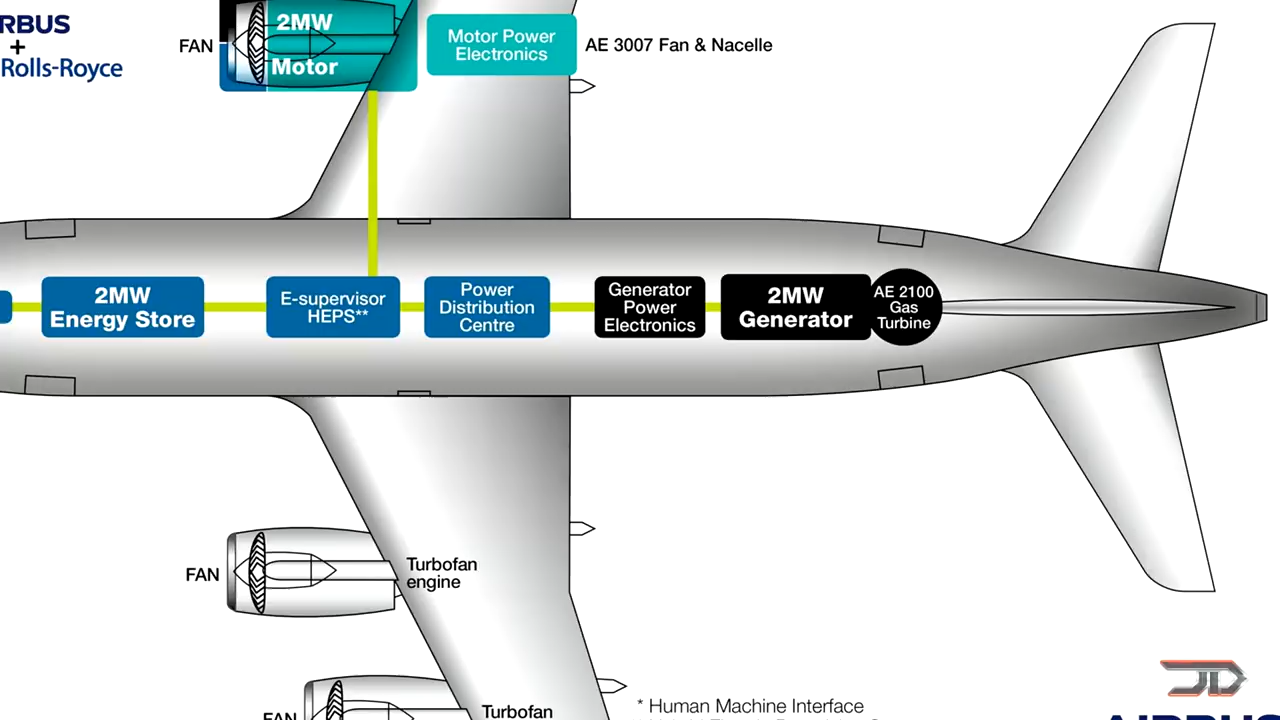 RBUS
+
Rolls-Royce
FAN
2MW
Motor
Motor Power
Electronics
AE 3007 Fan & Nacelle
2MW
Energy Store
E-supervisor
HEPS**
Power
Distribution
Centre
Generator
Power
Electronics
2MW
Generator
AE 2100
Gas
Turbine
FAN
Turbofan
engine
FAN
Turbofan
* Human Machine Interface
JD
AIRBUS